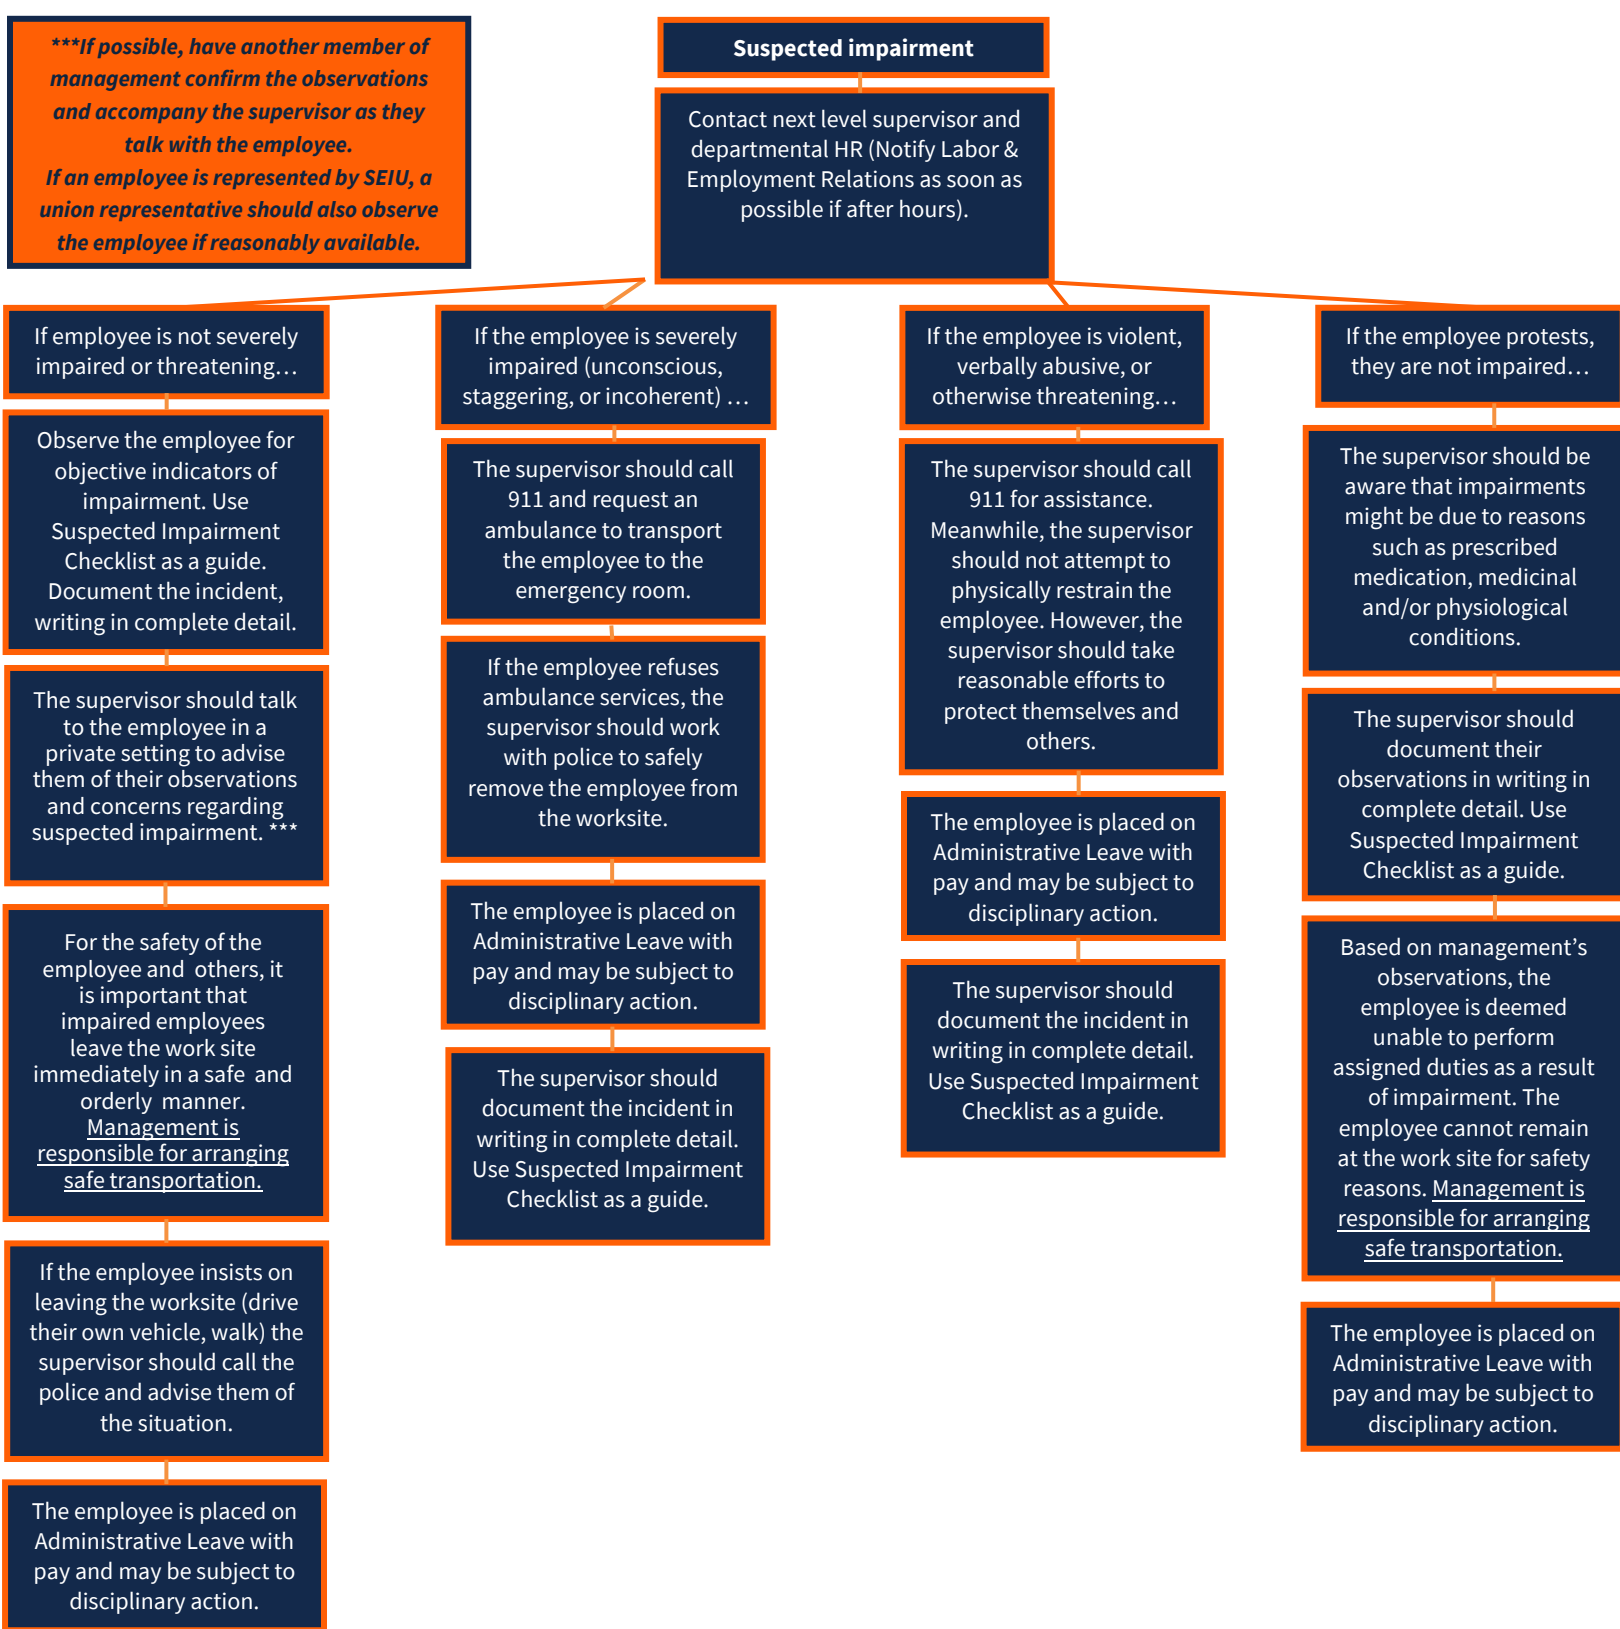 ***If possible, have another member of
management confirm the observations
and accompany the supervisor as they
talk with the employee.
If an employee is represented by SEIU, a
union representative should also observe
the employee if reasonably available.
Suspected impairment
Contact next level supervisor and
departmental HR (Notify Labor &
Employment Relations as soon as
possible if after hours).
If employee is not severely
impaired or threatening…
Observe the employee for
objective indicators of
impairment. Use
Suspected Impairment
Checklist as a guide.
Document the incident,
writing in complete detail.
The supervisor should talk
to the employee in a
private setting to advise
them of their observations
and concerns regarding
suspected impairment. ***
For the safety of the
employee and others, it
is important that
impaired employees
leave the work site
immediately in a safe and
orderly manner.
Management is
responsible for arranging
safe transportation.
If the employee insists on
leaving the worksite (drive
their own vehicle, walk) the
supervisor should call the
police and advise them of
the situation.
The employee is placed on
Administrative Leave with
pay and may be subject to
disciplinary action.
If the employee is severely
impaired (unconscious,
staggering, or incoherent) …
The supervisor should call
911 and request an
ambulance to transport
the employee to the
emergency room.
If the employee refuses
ambulance services, the
supervisor should work
with police to safely
remove the employee from
the worksite.
The employee is placed on
Administrative Leave with
pay and may be subject to
disciplinary action.
The supervisor should
document the incident in
writing in complete detail.
Use Suspected Impairment
Checklist as a guide.
If the employee is violent,
verbally abusive, or
otherwise threatening…
The supervisor should call
911 for assistance.
Meanwhile, the supervisor
should not attempt to
physically restrain the
employee. However, the
supervisor should take
reasonable efforts to
protect themselves and
others.
The employee is placed on
Administrative Leave with
pay and may be subject to
disciplinary action.
The supervisor should
document the incident in
writing in complete detail.
Use Suspected Impairment
Checklist as a guide.
If the employee protests,
they are not impaired…
The supervisor should be
aware that impairments
might be due to reasons
such as prescribed
medication, medicinal
and/or physiological
conditions.
The supervisor should
document their
observations in writing in
complete detail. Use
Suspected Impairment
Checklist as a guide.
Based on management’s
observations, the
employee is deemed
unable to perform
assigned duties as a result
of impairment. The
employee cannot remain
at the work site for safety
reasons. Management is
responsible for arranging
safe transportation.
The employee is placed on
Administrative Leave with
pay and may be subject to
disciplinary action.